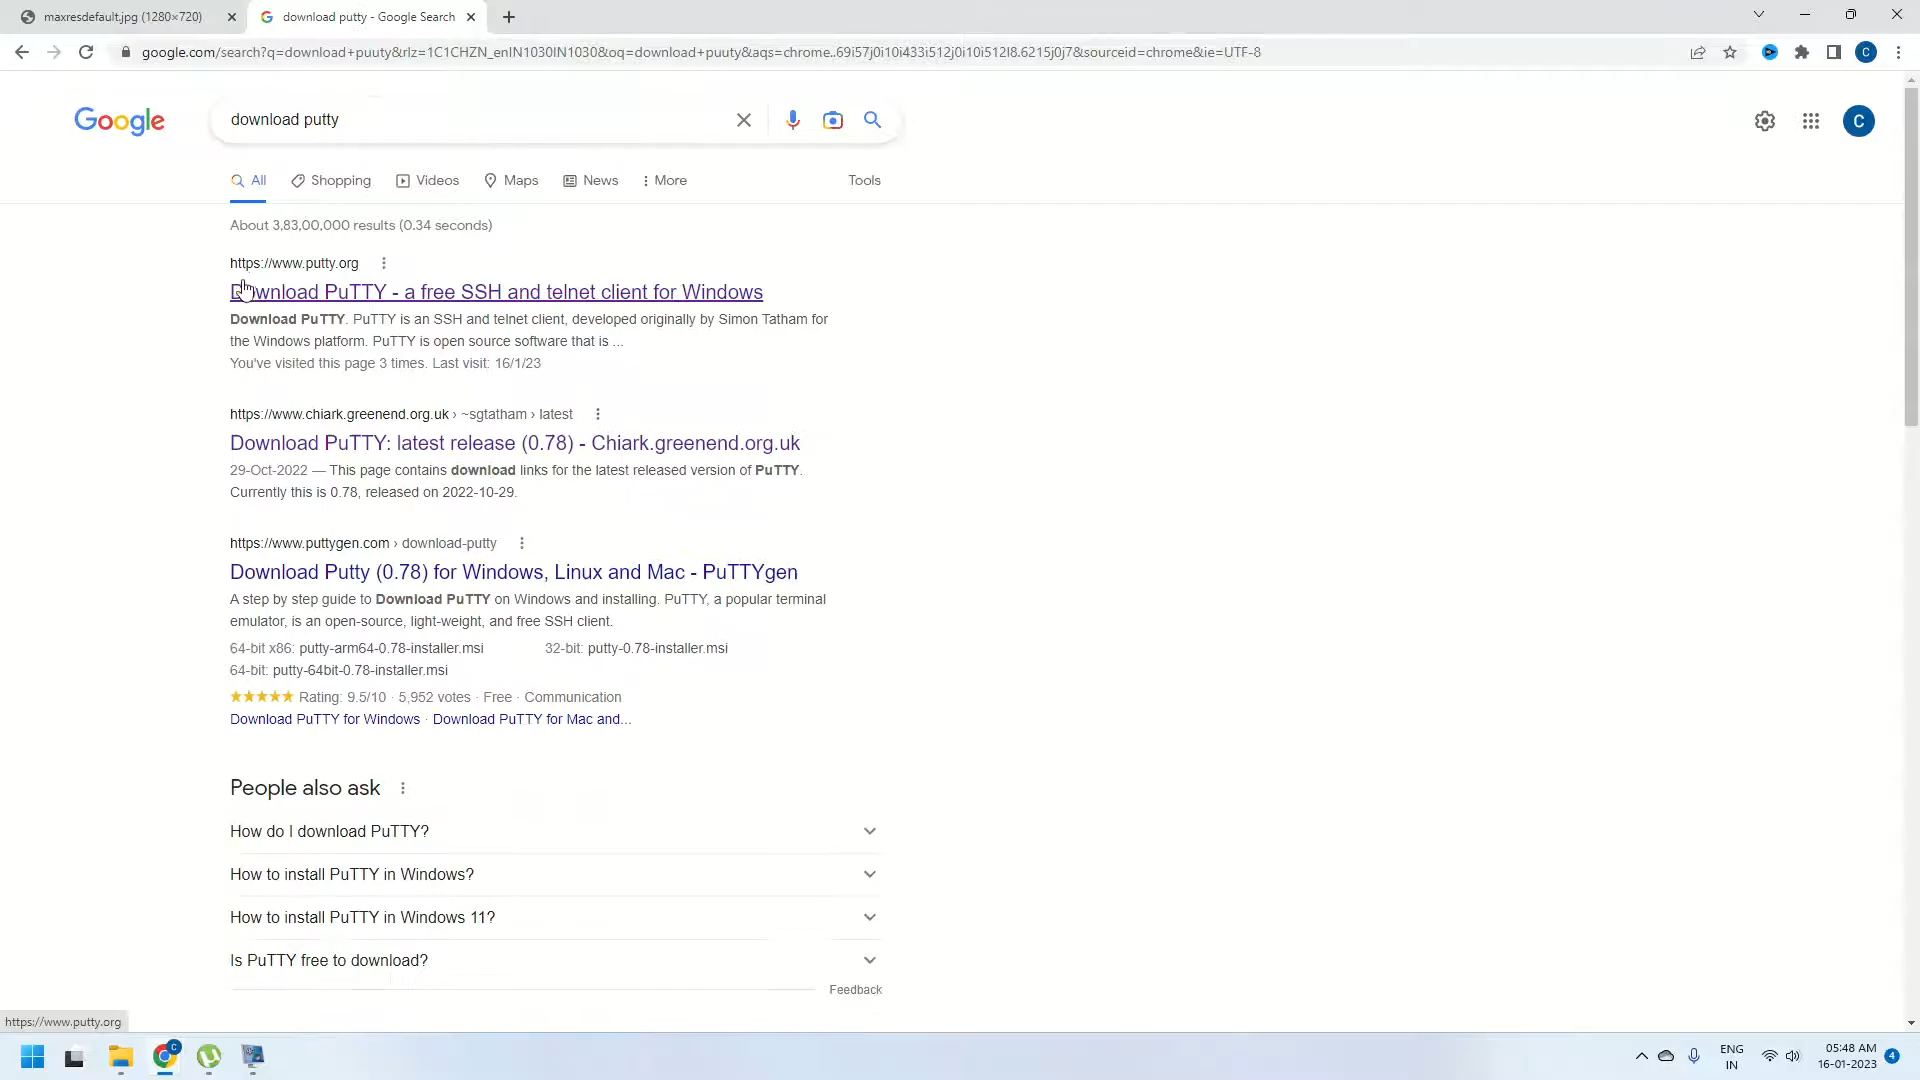 maxresdefault.jpg (1280×720)
download putty - Google Search
google.com/search?q=download+puuty&rlz=1C1CHZN_enIN1030IN1030&oq=download+puuty&aqs=chrome..69i57j0i10i433i512j0i10i512l8.6215j0j7&sourceid=chrome&ie=UTF-8
C
Google
download putty
C
All
Shopping
Videos
Maps
News
More
Tools
About 3,83,00,000 results (0.34 seconds)
https://www.putty.org
Download PuTTY - a free SSH and telnet client for Windows
Download PuTTY. PuTTY is an SSH and telnet client, developed originally by Simon Tatham for
the Windows platform. PuTTY is open source software that is ...
You've visited this page 3 times. Last visit: 16/1/23
https://www.chiark.greenend.org.uk › ~sgtatham › latest
Download PuTTY: latest release (0.78) - Chiark.greenend.org.uk
29-Oct-2022 — This page contains download links for the latest released version of PuTTY.
Currently this is 0.78, released on 2022-10-29.
https://www.puttygen.com › download-putty
Download Putty (0.78) for Windows, Linux and Mac - PuTTYgen
A step by step guide to Download PuTTY on Windows and installing. PuTTY, a popular terminal
emulator, is an open-source, light-weight, and free SSH client.
64-bit x86: putty-arm64-0.78-installer.msi 32-bit: putty-0.78-installer.msi
64-bit: putty-64bit-0.78-installer.msi
Rating: 9.5/10 · 5,952 votes · Free · Communication
Download PuTTY for Windows · Download PuTTY for Mac and...
People also ask
How do I download PuTTY?
How to install PuTTY in Windows?
How to install PuTTY in Windows 11?
Is PuTTY free to download?
Feedback
https://www.putty.org
C
ENG
IN
05:48 AM
16-01-2023
4